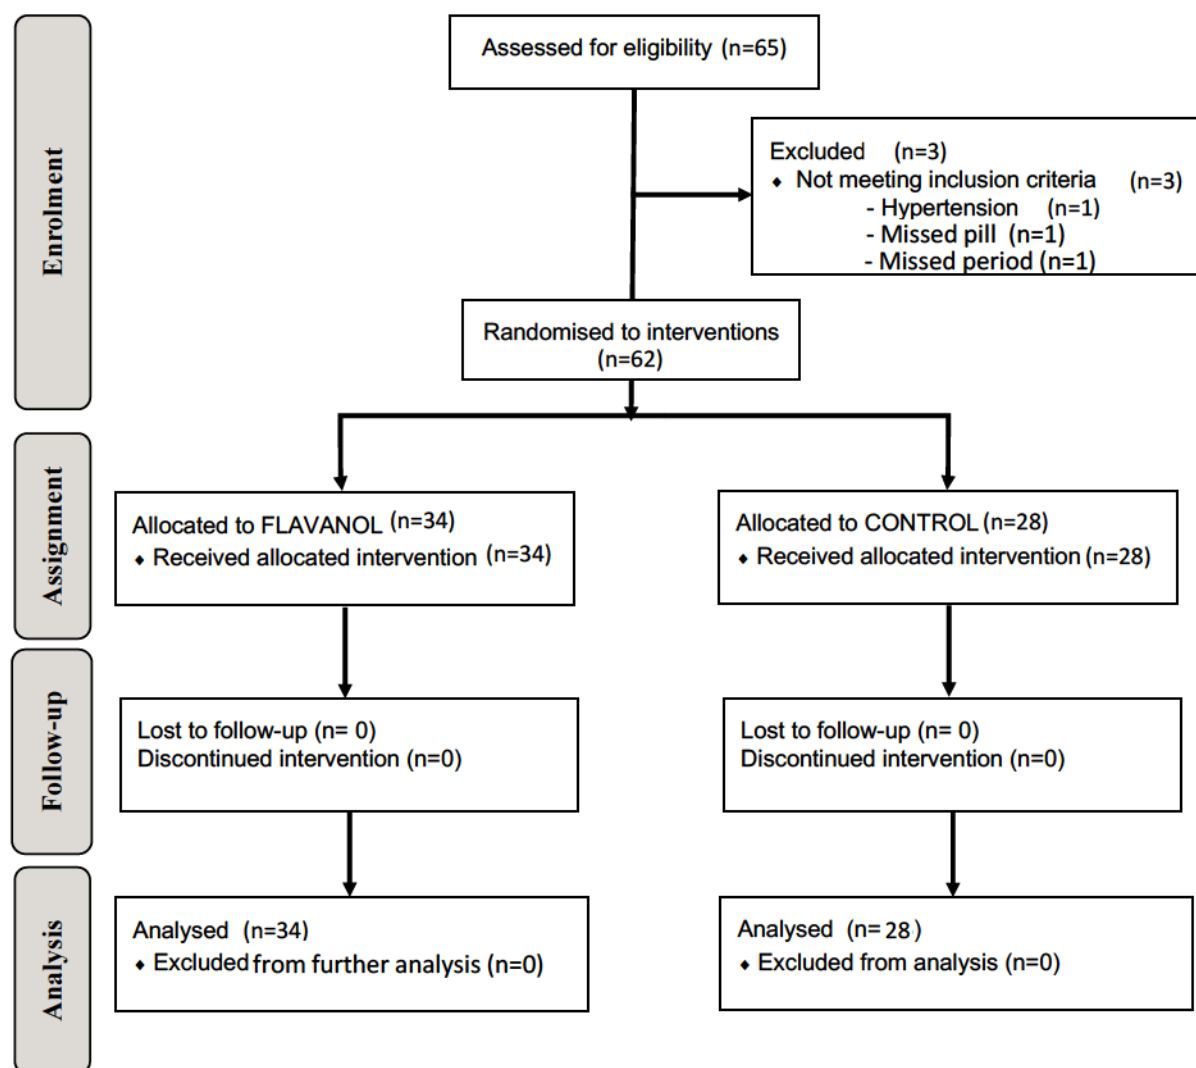 Enrolment
Assessed for eligibility (n=65)
Excluded (n=3)
♦ Not meeting inclusion criteria (n=3)
- Hypertension (n=1)
- Missed pill (n=1)
- Missed period (n=1)
Randomised to interventions
(n=62)
Assignment
Allocated to FLAVANOL (n=34)
♦ Received allocated intervention (n=34)
Allocated to CONTROL (n=28)
♦ Received allocated intervention (n=28)
Follow-up
Lost to follow-up (n= 0)
Discontinued intervention (n=0)
Lost to follow-up (n= 0)
Discontinued intervention (n=0)
Analysis
Analysed (n=34)
♦ Excluded from further analysis (n=0)
Analysed (n= 28)
♦ Excluded from analysis (n=0)